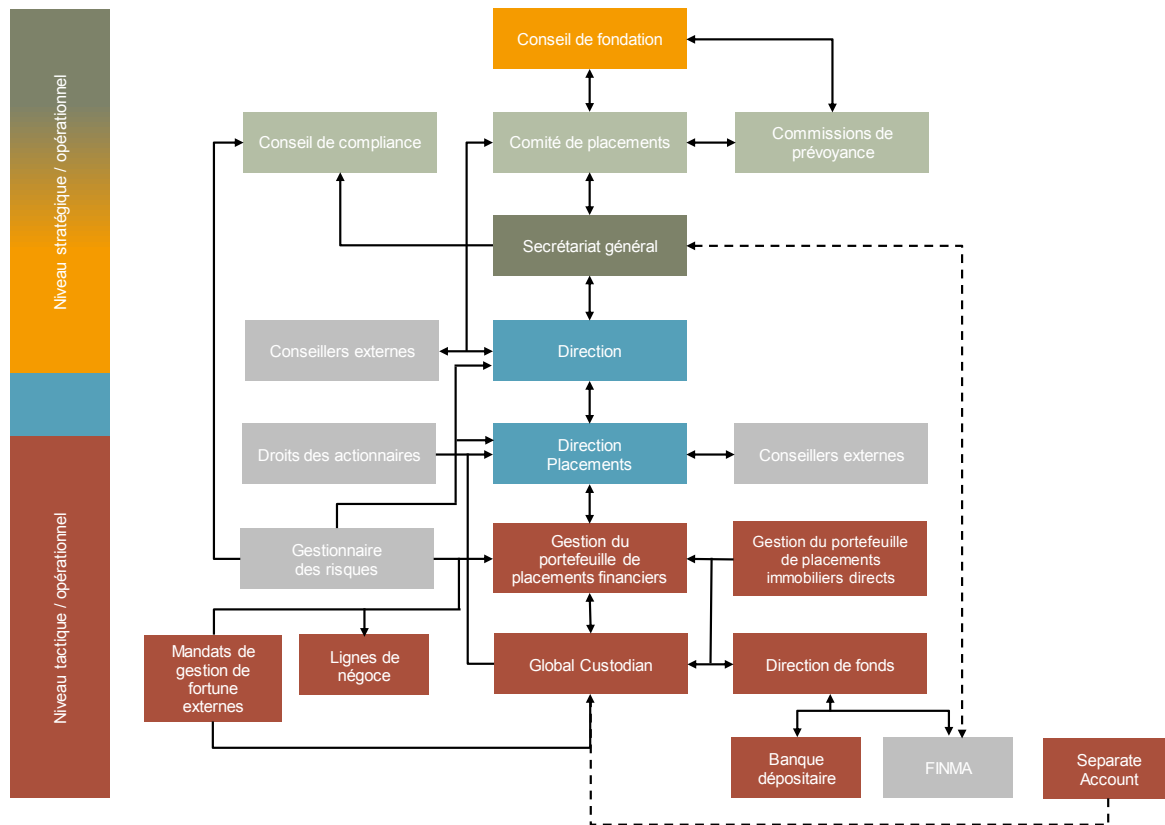 Niveau stratégique / opérationnel
Niveau tactique / opérationnel
Conseil de fondation
Conseil de compliance
Comité de placements
Commissions de
prévoyance
Secrétariat général
Conseillers externes
Direction
Droits des actionnaires
Direction
Placements
Conseillers externes
Gestionnaire
des risques
Gestion du
portefeuille de
placements financiers
Gestion du portefeuille
de placements
immobiliers directs
Mandats de
gestion de
fortune
externes
Lignes de
négoce
Global Custodian
Direction de fonds
Banque
dépositaire
FINMA
Separate
Account